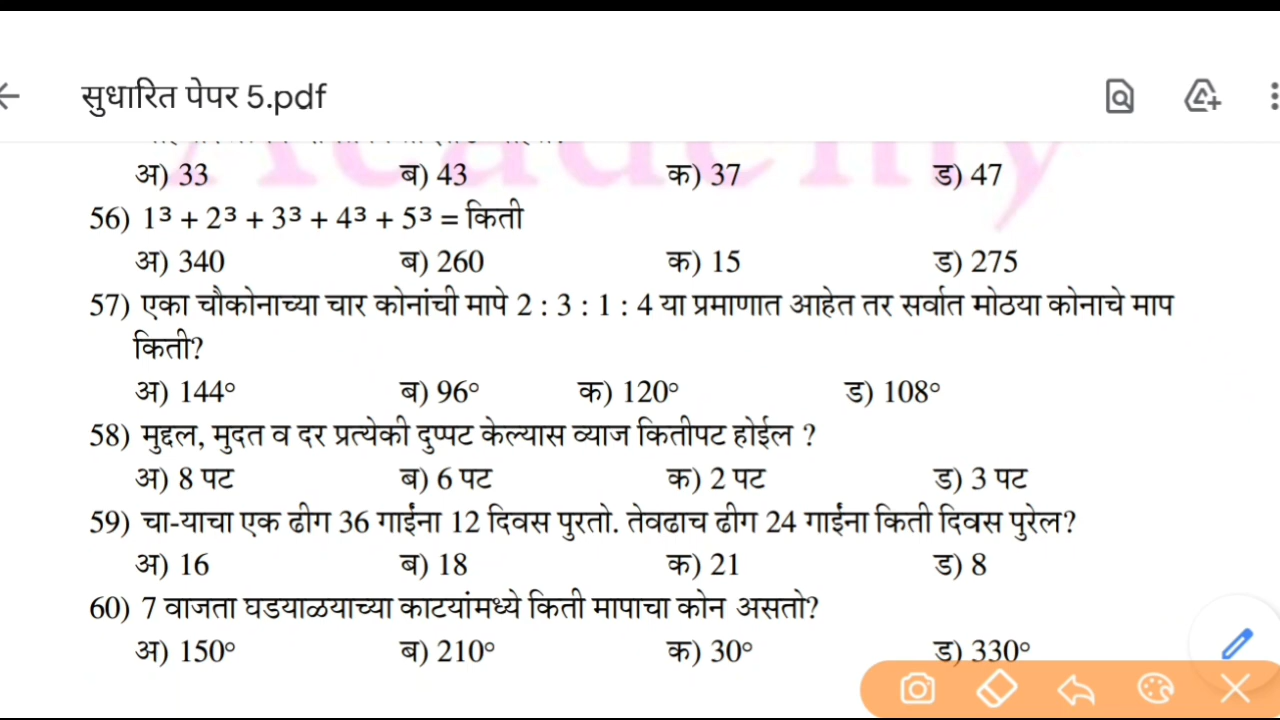 सुधारित पेपर 5.pdf
Academy
अ) 33 ब) 43 क) 37 ड) 47
56) 1³ + 2³ + 3³ + 4³ + 5³ = किती
अ) 340 ब) 260 क) 15 ड) 275
57) एका चौकोनाच्या चार कोनांची मापे 2 : 3 : 1 : 4 या प्रमाणात आहेत तर सर्वात मोठया कोनाचे माप
किती?
अ) 144° ब) 96° क) 120° ड) 108°
58) मुद्दल, मुदत व दर प्रत्येकी दुप्पट केल्यास व्याज कितीपट होईल ?
अ) 8 पट ब) 6 पट क) 2 पट ड) 3 पट
59) चा-याचा एक ढीग 36 गाईंना 12 दिवस पुरतो. तेवढाच ढीग 24 गाईंना किती दिवस पुरेल?
अ) 16 ब) 18 क) 21 ड) 8
60) 7 वाजता घडयाळयाच्या काटयांमध्ये किती मापाचा कोन असतो?
अ) 150° ब) 210° क) 30° ड) 330°